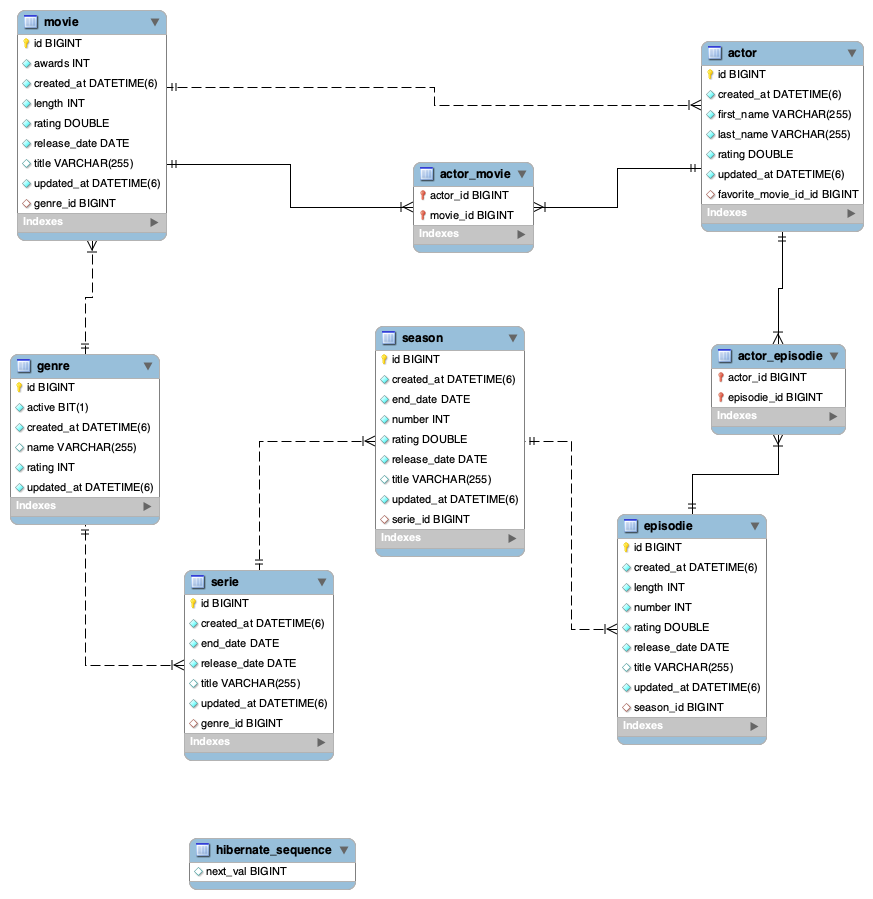 movie
id BIGINT
awards INT
created_at DATETIME(6)
length INT
rating DOUBLE
release_date DATE
title VARCHAR(255)
updated_at DATETIME(6)
genre_id BIGINT
Indexes
actor
id BIGINT
created_at DATETIME(6)
first_name VARCHAR(255)
last_name VARCHAR(255)
rating DOUBLE
updated_at DATETIME(6)
favorite_movie_id_id BIGINT
Indexes
actor_movie
actor_id BIGINT
movie_id BIGINT
Indexes
genre
id BIGINT
active BIT(1)
created_at DATETIME(6)
name VARCHAR(255)
rating INT
updated_at DATETIME(6)
Indexes
season
id BIGINT
created_at DATETIME(6)
end_date DATE
number INT
rating DOUBLE
release_date DATE
title VARCHAR(255)
updated_at DATETIME(6)
serie_id BIGINT
Indexes
actor_episodie
actor_id BIGINT
episodie_id BIGINT
Indexes
serie
id BIGINT
created_at DATETIME(6)
end_date DATE
release_date DATE
title VARCHAR(255)
updated_at DATETIME(6)
genre_id BIGINT
Indexes
episodie
id BIGINT
created_at DATETIME(6)
length INT
number INT
rating DOUBLE
release_date DATE
title VARCHAR(255)
updated_at DATETIME(6)
season_id BIGINT
Indexes
hibernate_sequence
next_val BIGINT